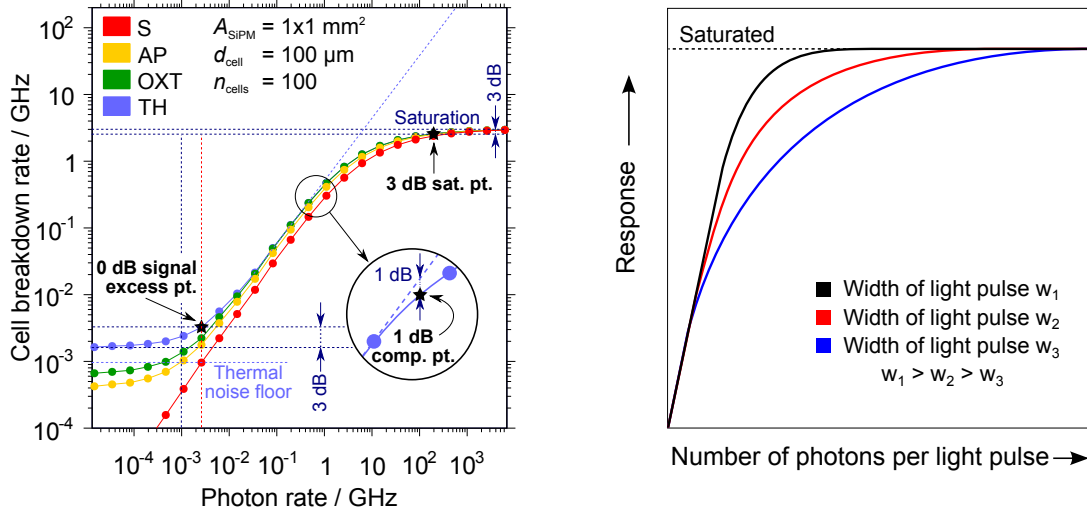 Cell breakdown rate / GHz
10²
10
1
10⁻¹
10⁻²
10⁻³
10⁻⁴
S
AP
OXT
TH
A_SiPM = 1x1 mm²
d_cell = 100 µm
n_cells = 100
Saturation
3 dB
3 dB sat. pt.
0 dB signal
excess pt.
1 dB
1 dB
comp. pt.
Thermal
noise floor
3 dB
10⁻⁴ 10⁻³ 10⁻² 10⁻¹ 1 10 10² 10³
Photon rate / GHz
Saturated
Response
Width of light pulse w₁
Width of light pulse w₂
Width of light pulse w₃
w₁ > w₂ > w₃
Number of photons per light pulse